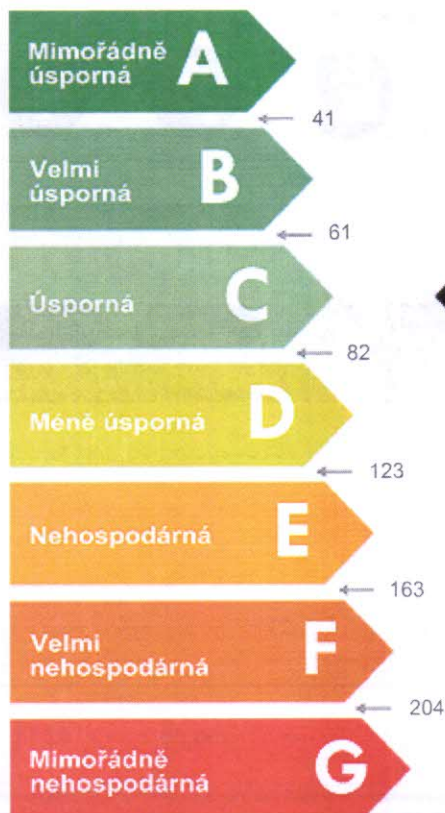 Mimořádně
úsporná A
41
Velmi
úsporná B
61
Úsporná C
82
Méně úsporná D
123
Nehospodárná E
163
Velmi
nehospodárná F
204
Mimořádně
nehospodárná G